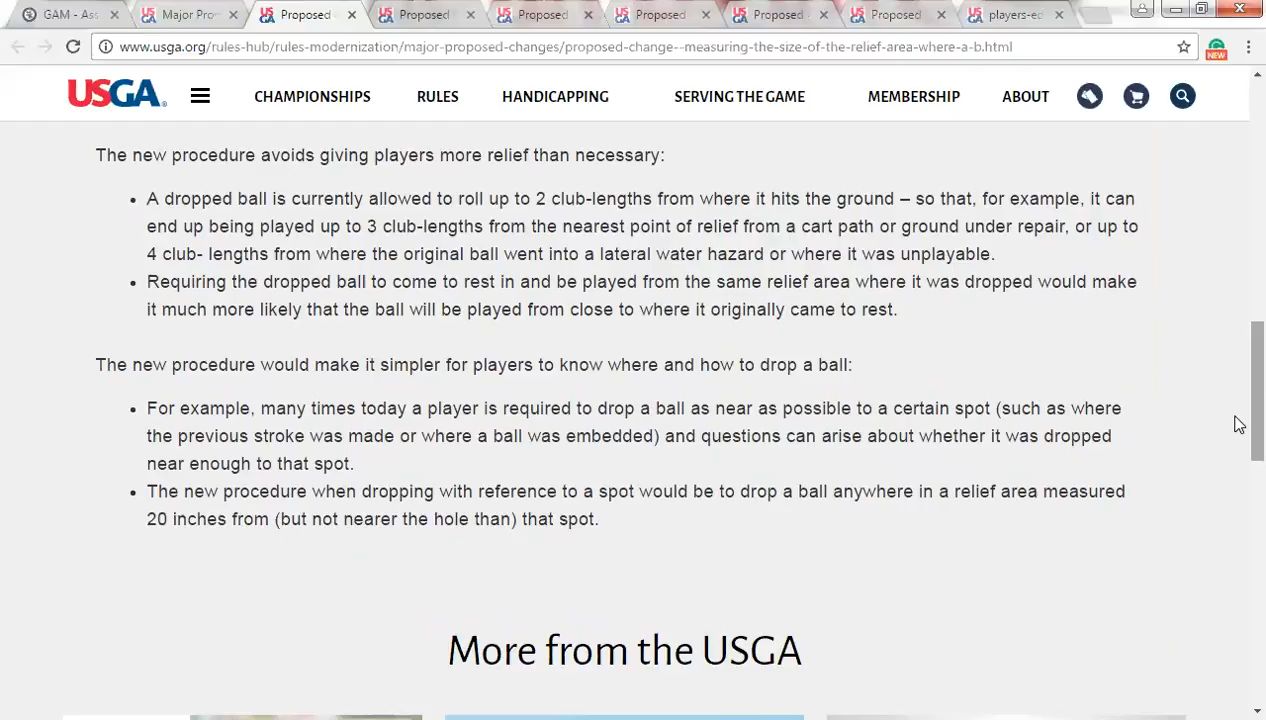 GAM - Ass
Major Pro
Proposed
Proposed
Proposed
Proposed
Proposed
Proposed
players-ed
www.usga.org/rules-hub/rules-modernization/major-proposed-changes/proposed-change--measuring-the-size-of-the-relief-area-where-a-b.html
NEW
USGA
CHAMPIONSHIPS
RULES
HANDICAPPING
SERVING THE GAME
MEMBERSHIP
ABOUT
The new procedure avoids giving players more relief than necessary:
• A dropped ball is currently allowed to roll up to 2 club-lengths from where it hits the ground – so that, for example, it can
end up being played up to 3 club-lengths from the nearest point of relief from a cart path or ground under repair, or up to
4 club- lengths from where the original ball went into a lateral water hazard or where it was unplayable.
• Requiring the dropped ball to come to rest in and be played from the same relief area where it was dropped would make
it much more likely that the ball will be played from close to where it originally came to rest.
The new procedure would make it simpler for players to know where and how to drop a ball:
• For example, many times today a player is required to drop a ball as near as possible to a certain spot (such as where
the previous stroke was made or where a ball was embedded) and questions can arise about whether it was dropped
near enough to that spot.
• The new procedure when dropping with reference to a spot would be to drop a ball anywhere in a relief area measured
20 inches from (but not nearer the hole than) that spot.
More from the USGA